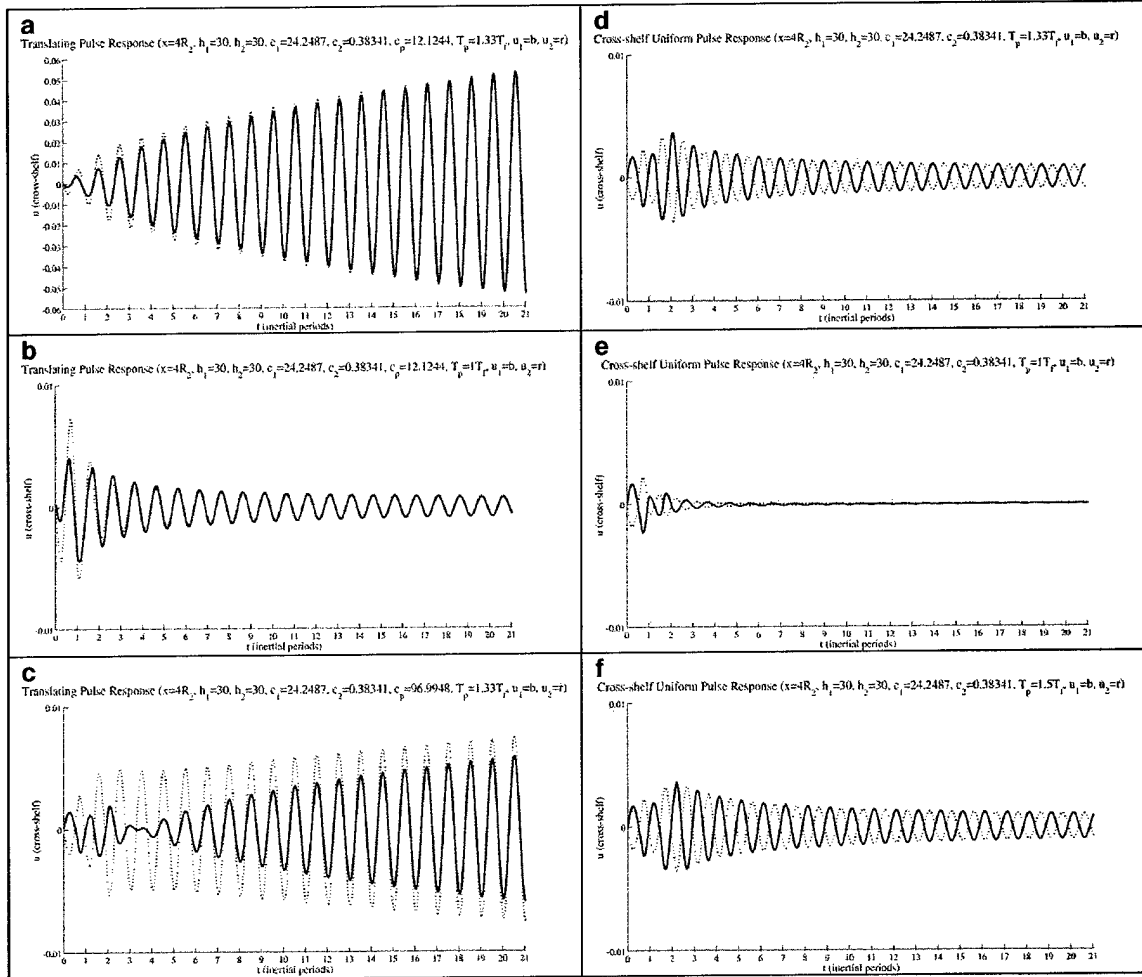 a
Translating Pulse Response (x=4R2, h1=30, h2=30, c1=24.2487, c2=0.38341, cp=12.1244, Tp=1.33Tf, u1=b, u2=r)
0.06
0.05
0.04
0.03
0.02
0.01
0
-0.01
-0.02
-0.03
-0.04
-0.05
-0.06
u (cross-shelf)
0 1 2 3 4 5 6 7 8 9 10 11 12 13 14 15 16 17 18 19 20 21
t (inertial periods)
b
Translating Pulse Response (x=4R2, h1=30, h2=30, c1=24.2487, c2=0.38341, cp=12.1244, Tp=1Tf, u1=b, u2=r)
0.01
0
-0.01
u (cross-shelf)
0 1 2 3 4 5 6 7 8 9 10 11 12 13 14 15 16 17 18 19 20 21
t (inertial periods)
c
Translating Pulse Response (x=4R2, h1=30, h2=30, c1=24.2487, c2=0.38341, cp=96.9948, Tp=1.33Tf, u1=b, u2=r)
0.01
0
-0.01
u (cross-shelf)
0 1 2 3 4 5 6 7 8 9 10 11 12 13 14 15 16 17 18 19 20 21
t (inertial periods)
d
Cross-shelf Uniform Pulse Response (x=4R2, h1=30, h2=30, c1=24.2487, c2=0.38341, Tp=1.33Tf, u1=b, u2=r)
0.01
0
-0.01
u (cross-shelf)
0 1 2 3 4 5 6 7 8 9 10 11 12 13 14 15 16 17 18 19 20 21
t (inertial periods)
e
Cross-shelf Uniform Pulse Response (x=4R2, h1=30, h2=30, c1=24.2487, c2=0.38341, Tp=1Tf, u1=b, u2=r)
0.01
0
-0.01
u (cross-shelf)
0 1 2 3 4 5 6 7 8 9 10 11 12 13 14 15 16 17 18 19 20 21
t (inertial periods)
f
Cross-shelf Uniform Pulse Response (x=4R2, h1=30, h2=30, c1=24.2487, c2=0.38341, Tp=1.5Tf, u1=b, u2=r)
0.01
0
-0.01
u (cross-shelf)
0 1 2 3 4 5 6 7 8 9 10 11 12 13 14 15 16 17 18 19 20 21
t (inertial periods)